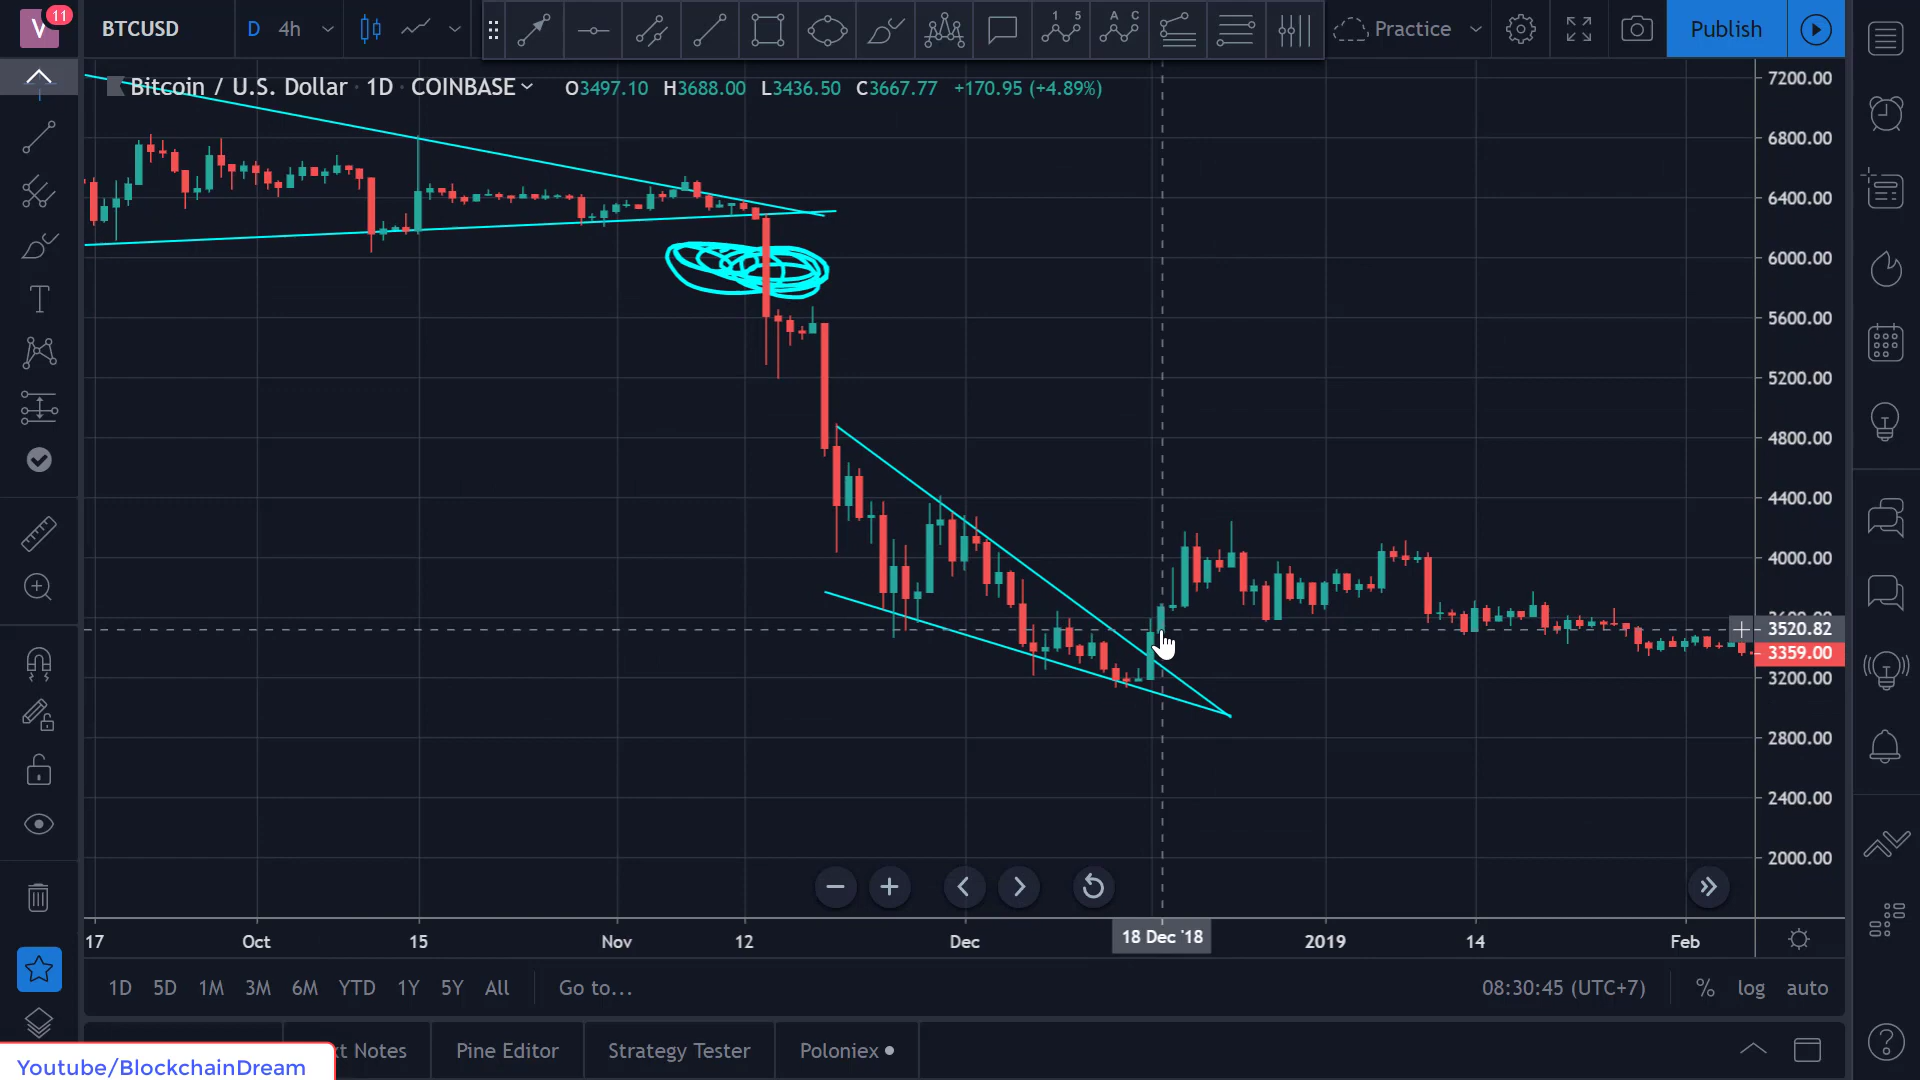 V
11
BTCUSD
D 4h
1 5
A C
Practice
Publish
Bitcoin / U.S. Dollar · 1D · COINBASE
O3497.10 H3688.00 L3436.50 C3667.77 +170.95 (+4.89%)
7200.00
6800.00
6400.00
6000.00
5600.00
5200.00
4800.00
4400.00
4000.00
3520.82
3359.00
3200.00
2800.00
2400.00
2000.00
T
17 Oct 15 Nov 12 Dec 18 Dec '18 2019 14 Feb
1D 5D 1M 3M 6M YTD 1Y 5Y All Go to...
08:30:45 (UTC+7) % log auto
xt Notes Pine Editor Strategy Tester Poloniex
Youtube/BlockchainDream